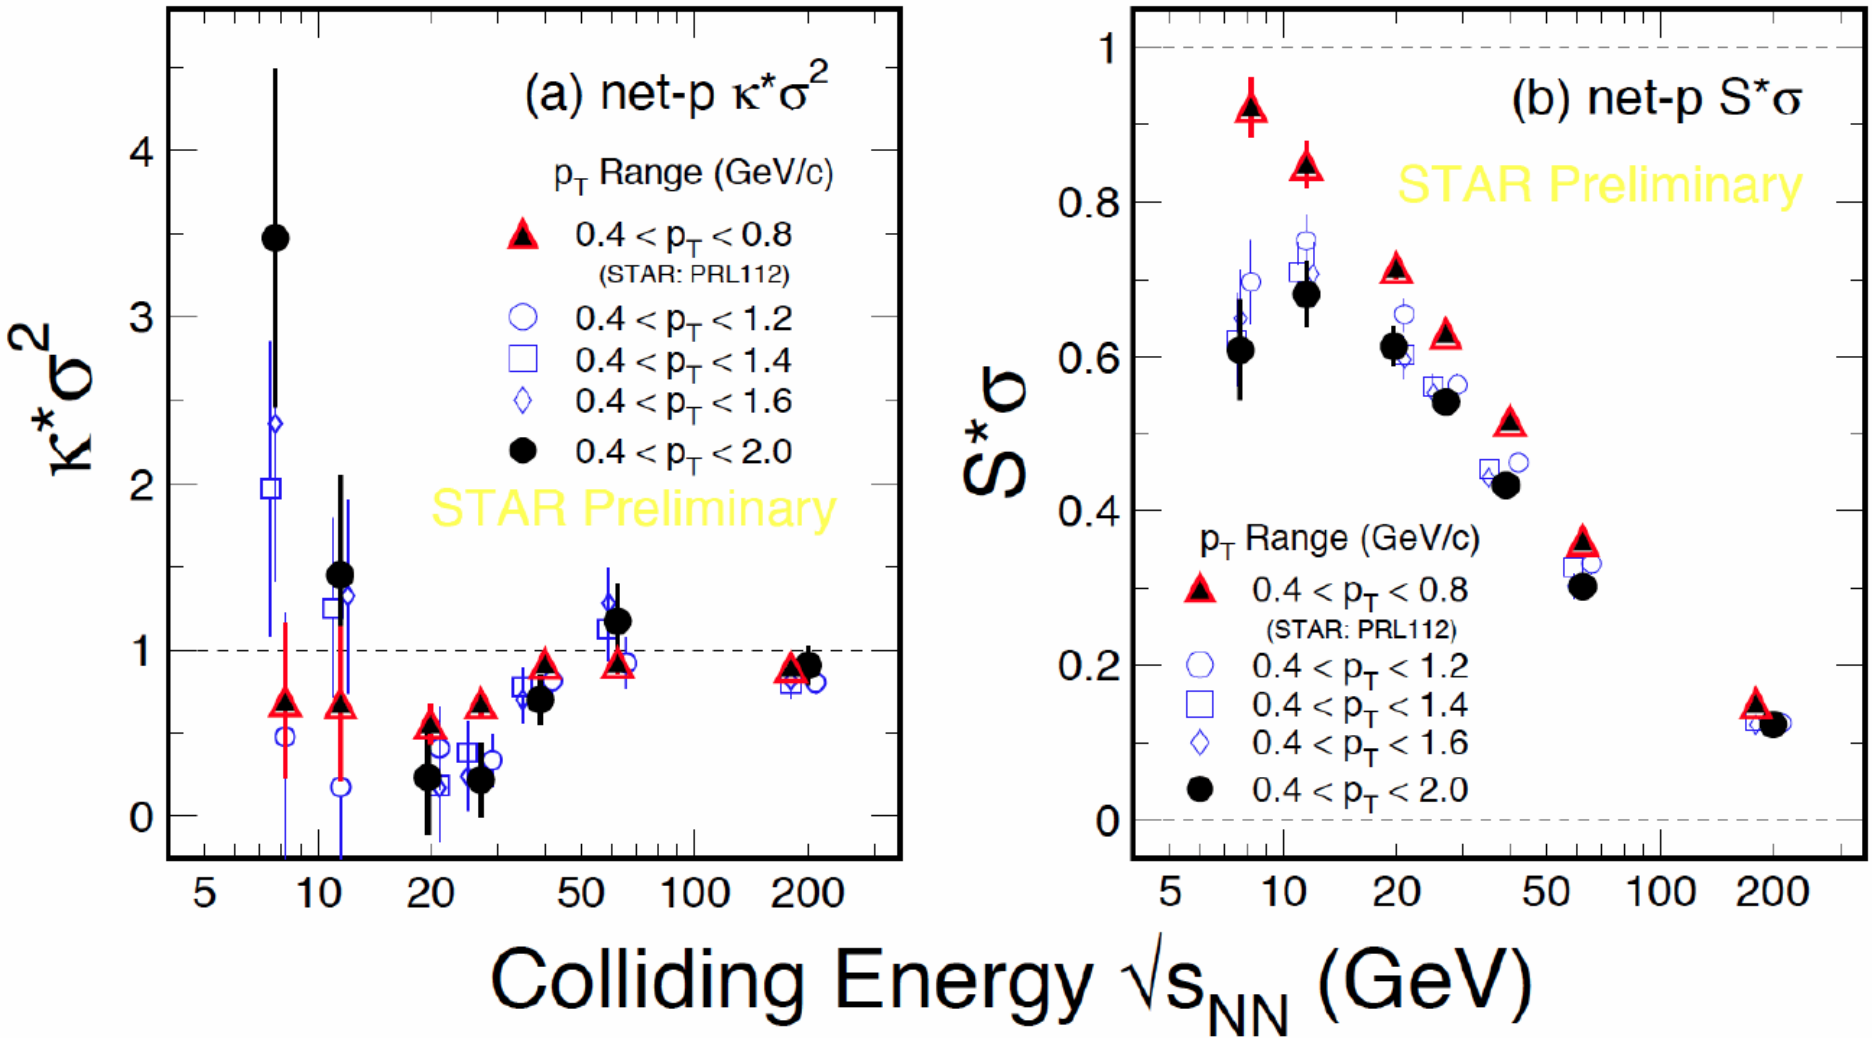 (a) net-p κ*σ²
p_T Range (GeV/c)
0.4 < p_T < 0.8
(STAR: PRL112)
0.4 < p_T < 1.2
0.4 < p_T < 1.4
0.4 < p_T < 1.6
0.4 < p_T < 2.0
STAR Preliminary
κ*σ²
4
3
2
1
0
5 10 20 50 100 200
(b) net-p S*σ
STAR Preliminary
p_T Range (GeV/c)
0.4 < p_T < 0.8
(STAR: PRL112)
0.4 < p_T < 1.2
0.4 < p_T < 1.4
0.4 < p_T < 1.6
0.4 < p_T < 2.0
S*σ
1
0.8
0.6
0.4
0.2
0
5 10 20 50 100 200
Colliding Energy √s_NN (GeV)